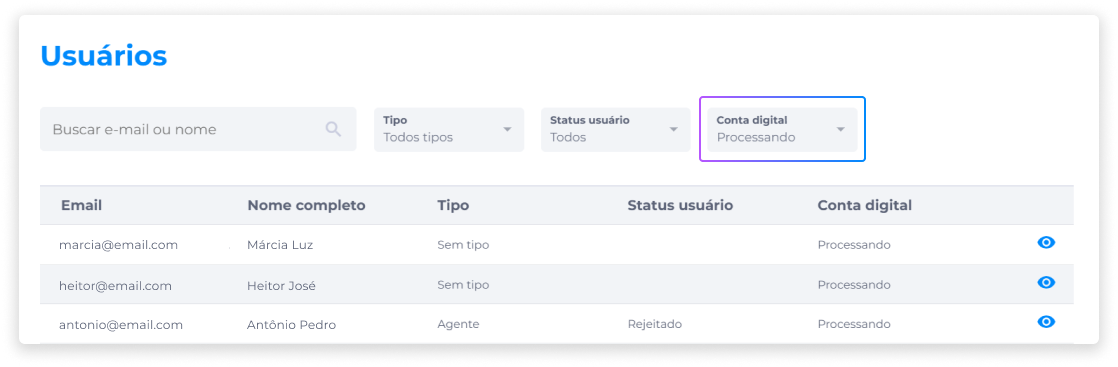 Usuários
Buscar e-mail ou nome
Tipo
Todos tipos
Status usuário
Todos
Conta digital
Processando
Email Nome completo Tipo Status usuário Conta digital
marcia@email.com Márcia Luz Sem tipo Processando
heitor@email.com Heitor José Sem tipo Processando
antonio@email.com Antônio Pedro Agente Rejeitado Processando